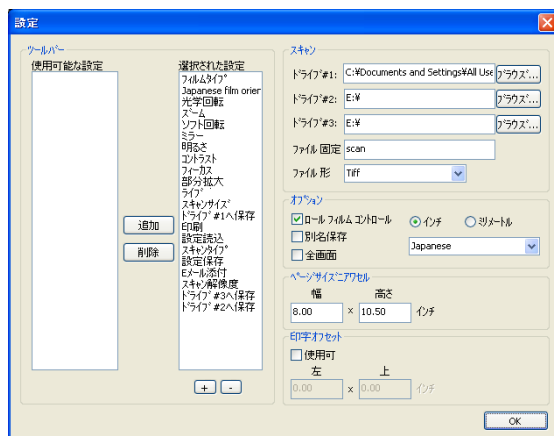 設定
ツールバー
使用可能な設定
選択された設定
フィルムタイプ
Japanese film orier
光学回転
ズーム
ソフト回転
ミラー
明るさ
コントラスト
フィーカス
部分拡大
ライブ
スキャンサイズ
ドライブ#1へ保存
印刷
設定読込
スキャンタイプ
設定保存
Eメール添付
スキャン解像度
ドライブ#3へ保存
ドライブ#2へ保存
追加
削除
+ -
スキャン
ドライブ#1: C:¥Documents and Settings¥All Use ブラウズ...
ドライブ#2: E:¥ ブラウズ...
ドライブ#3: E:¥ ブラウズ...
ファイル 固定 scan
ファイル 形 Tiff
オプション
ロール フィルム コントロール インチ ミリメートル
別名保存 Japanese
全画面
ページサイズニアワセル
幅 高さ
8.00 x 10.50 インチ
印字オフセット
使用可
左 上
0.00 x 0.00 インチ
OK